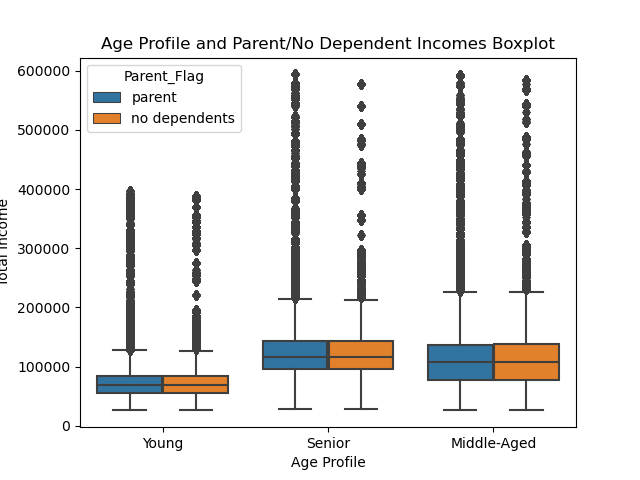 Age Profile and Parent/No Dependent Incomes Boxplot
Parent_Flag
parent
no dependents
600000
500000
400000
300000
200000
100000
0
Total Income
Young
Senior
Middle-Aged
Age Profile